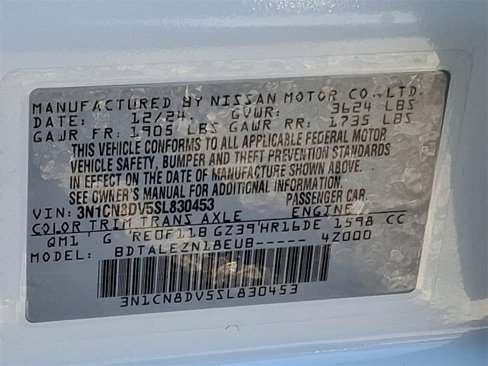 MANUFACTURED BY NISSAN MOTOR CO.,LTD.
DATE: 12/24 GVWR: 3624 LBS
GAWR FR: 1905 LBS GAWR RR: 1735 LBS
THIS VEHICLE CONFORMS TO ALL APPLICABLE FEDERAL MOTOR
VEHICLE SAFETY, BUMPER AND THEFT PREVENTION STANDARDS
IN EFFECT ON THE DATE OF MANUFACTURE SHOWN ABOVE.
SEE OWNER'S MANUAL FOR ADDITIONAL INFORMATION.
VIN: 3N1CN8DV5SL830453 PASSENGER CAR
COLOR TRIM TRANS AXLE ENGINE
QM1 G RE0F11B GZ39 HR16DE 1598 CC
MODEL: BDTALEZN18EUB----- 4Z000
3N1CN8DV5SL830453